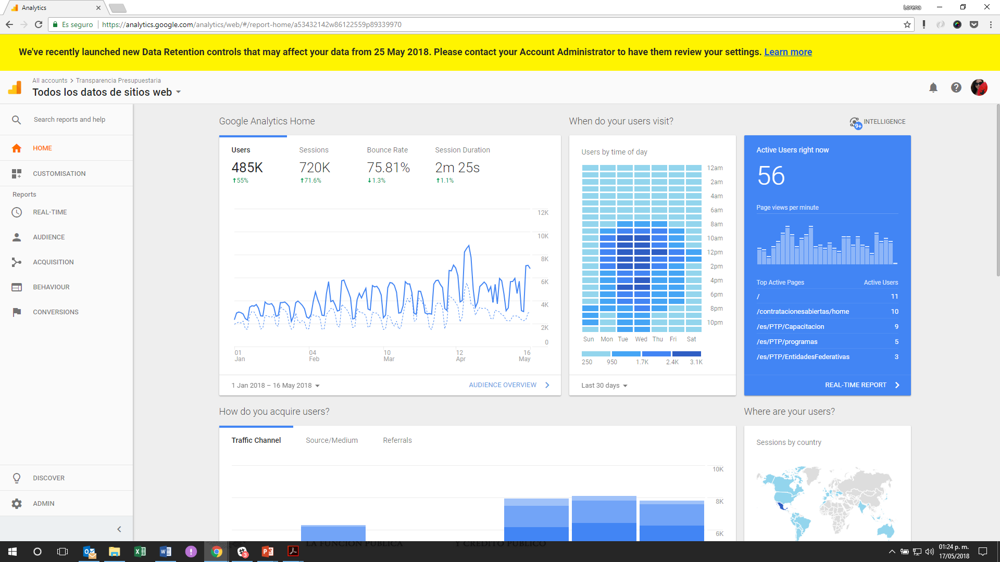 Analytics
Lorena
Es seguro
https://analytics.google.com/analytics/web/#/report-home/a53432142w86122559p89339970
We've recently launched new Data Retention controls that may affect your data from 25 May 2018. Please contact your Account Administrator to have them review your settings. Learn more
All accounts > Transparencia Presupuestaria
Todos los datos de sitios web
Search reports and help
HOME
CUSTOMISATION
Reports
REAL-TIME
AUDIENCE
ACQUISITION
BEHAVIOUR
CONVERSIONS
DISCOVER
ADMIN
Google Analytics Home
Users
485K
55%
Sessions
720K
71.6%
Bounce Rate
75.81%
1.3%
Session Duration
2m 25s
1.1%
12K
10K
8K
6K
4K
2K
0
01 Jan
04 Feb
10 Mar
12 Apr
16 May
1 Jan 2018 – 16 May 2018
AUDIENCE OVERVIEW
When do your users visit?
Users by time of day
12am
2am
4am
6am
8am
10am
12pm
2pm
4pm
6pm
8pm
10pm
Sun Mon Tue Wed Thu Fri Sat
250 950 1.7K 2.4K 3.1K
Last 30 days
9+ INTELLIGENCE
Active Users right now
56
Page views per minute
Top Active Pages Active Users
/ 11
/contratacionesabiertas/home 10
/es/PTP/Capacitacion 9
/es/PTP/programas 5
/es/PTP/EntidadesFederativas 3
REAL-TIME REPORT
How do you acquire users?
Traffic Channel
Source/Medium
Referrals
10K
8K
6K
Where are your users?
Sessions by country
LA FUNCIÓN PÚBLICA
Y CRÉDITO PÚBLICO
3
01:24 p. m.
17/05/2018